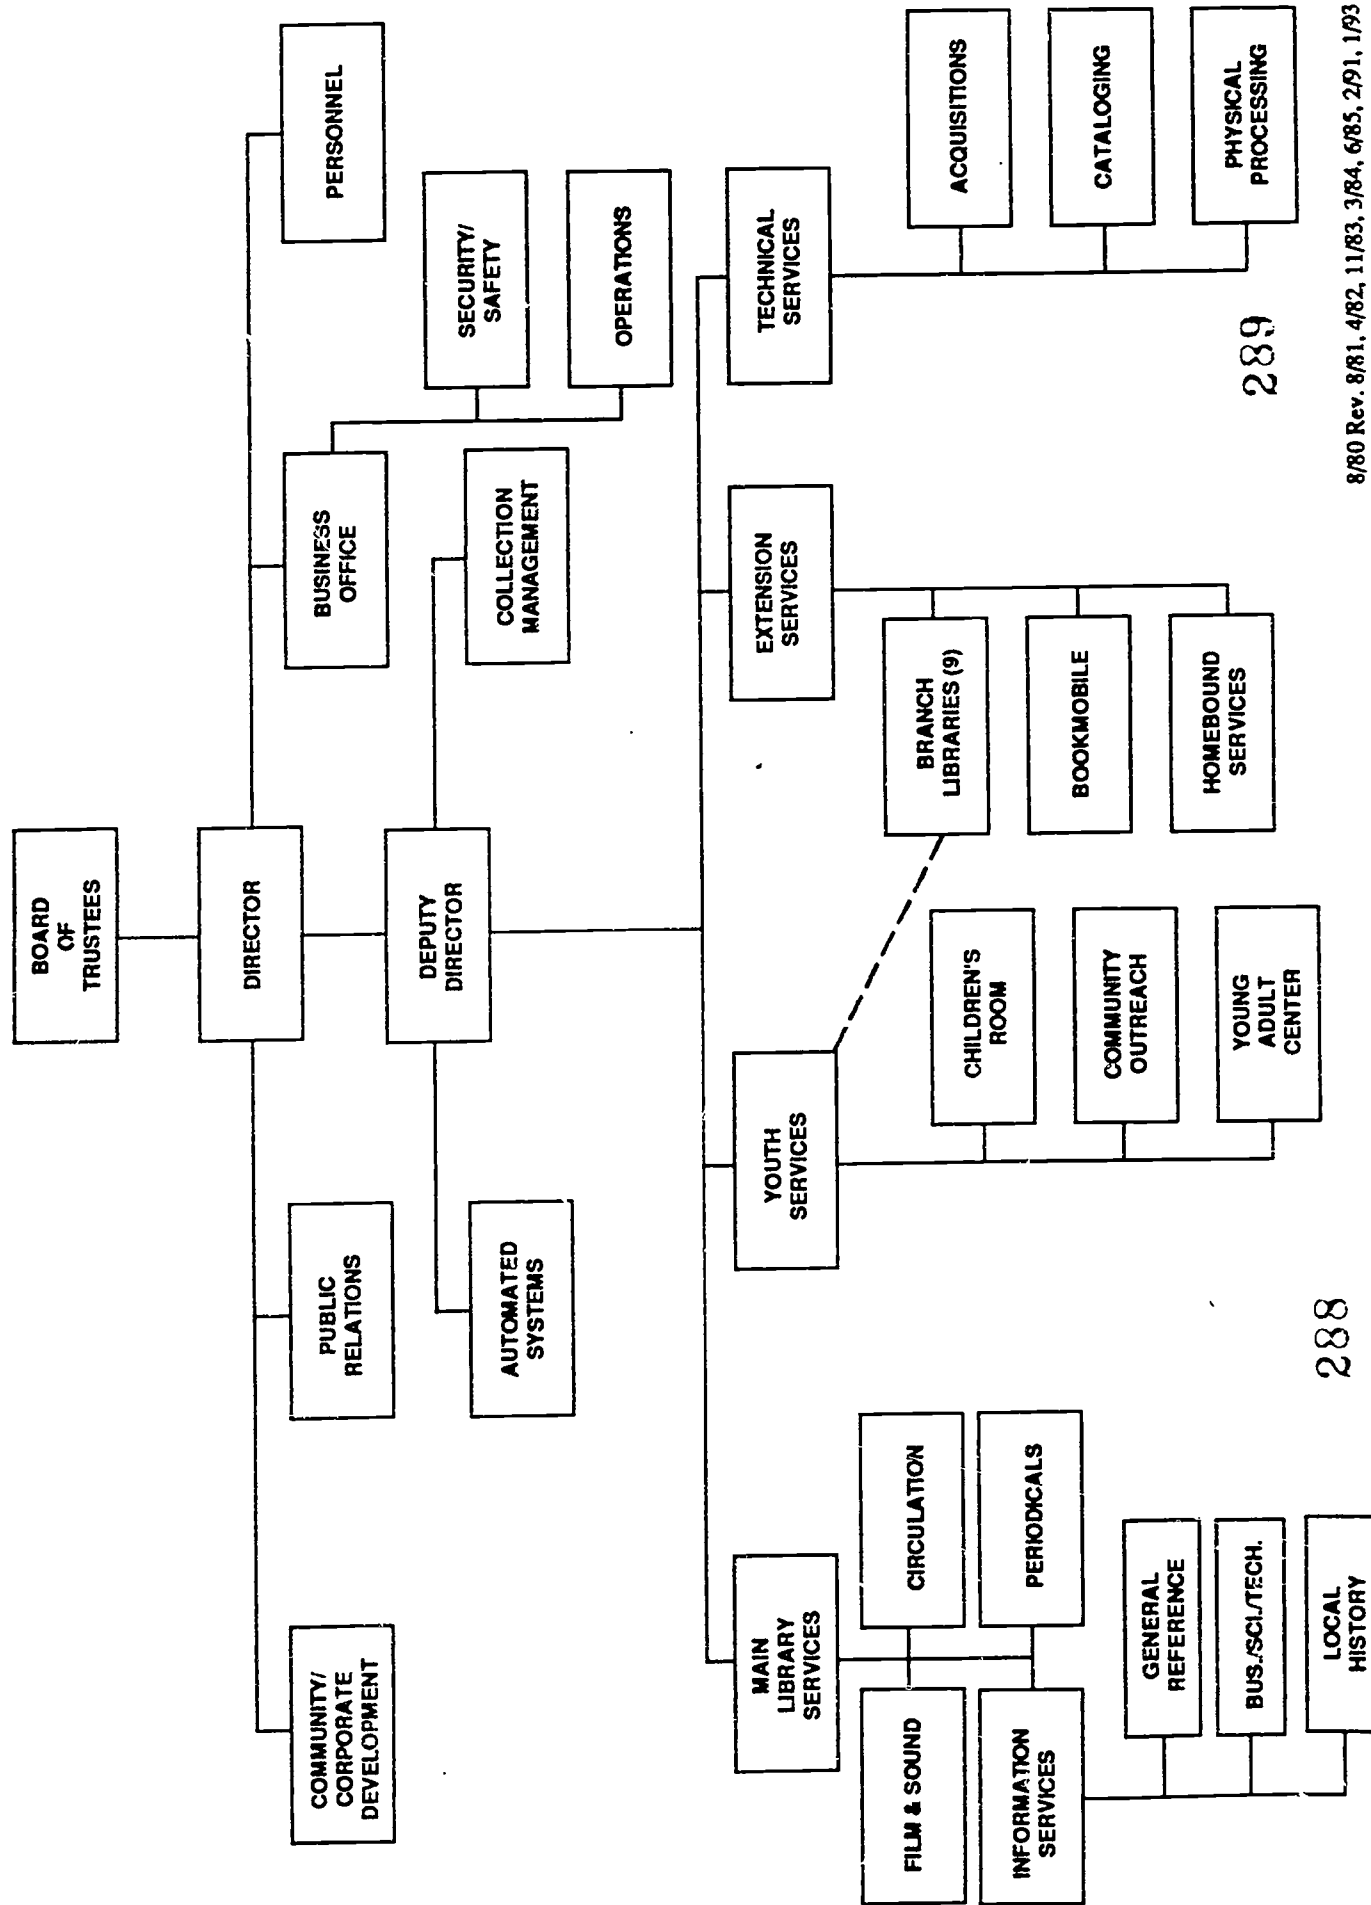 BOARD
OF
TRUSTEES
DIRECTOR
COMMUNITY/
CORPORATE
DEVELOPMENT
PUBLIC
RELATIONS
BUSINESS
OFFICE
PERSONNEL
SECURITY/
SAFETY
OPERATIONS
DEPUTY
DIRECTOR
AUTOMATED
SYSTEMS
COLLECTION
MANAGEMENT
MAIN
LIBRARY
SERVICES
YOUTH
SERVICES
EXTENSION
SERVICES
TECHNICAL
SERVICES
FILM & SOUND
CIRCULATION
INFORMATION
SERVICES
PERIODICALS
GENERAL
REFERENCE
BUS./SCI./TECH.
LOCAL
HISTORY
CHILDREN'S
ROOM
COMMUNITY
OUTREACH
YOUNG
ADULT
CENTER
BRANCH
LIBRARIES (9)
BOOKMOBILE
HOMEBOUND
SERVICES
ACQUISITIONS
CATALOGING
PHYSICAL
PROCESSING
288
289
8/80 Rev. 8/81, 4/82, 11/83, 3/84, 6/85, 2/91, 1/93